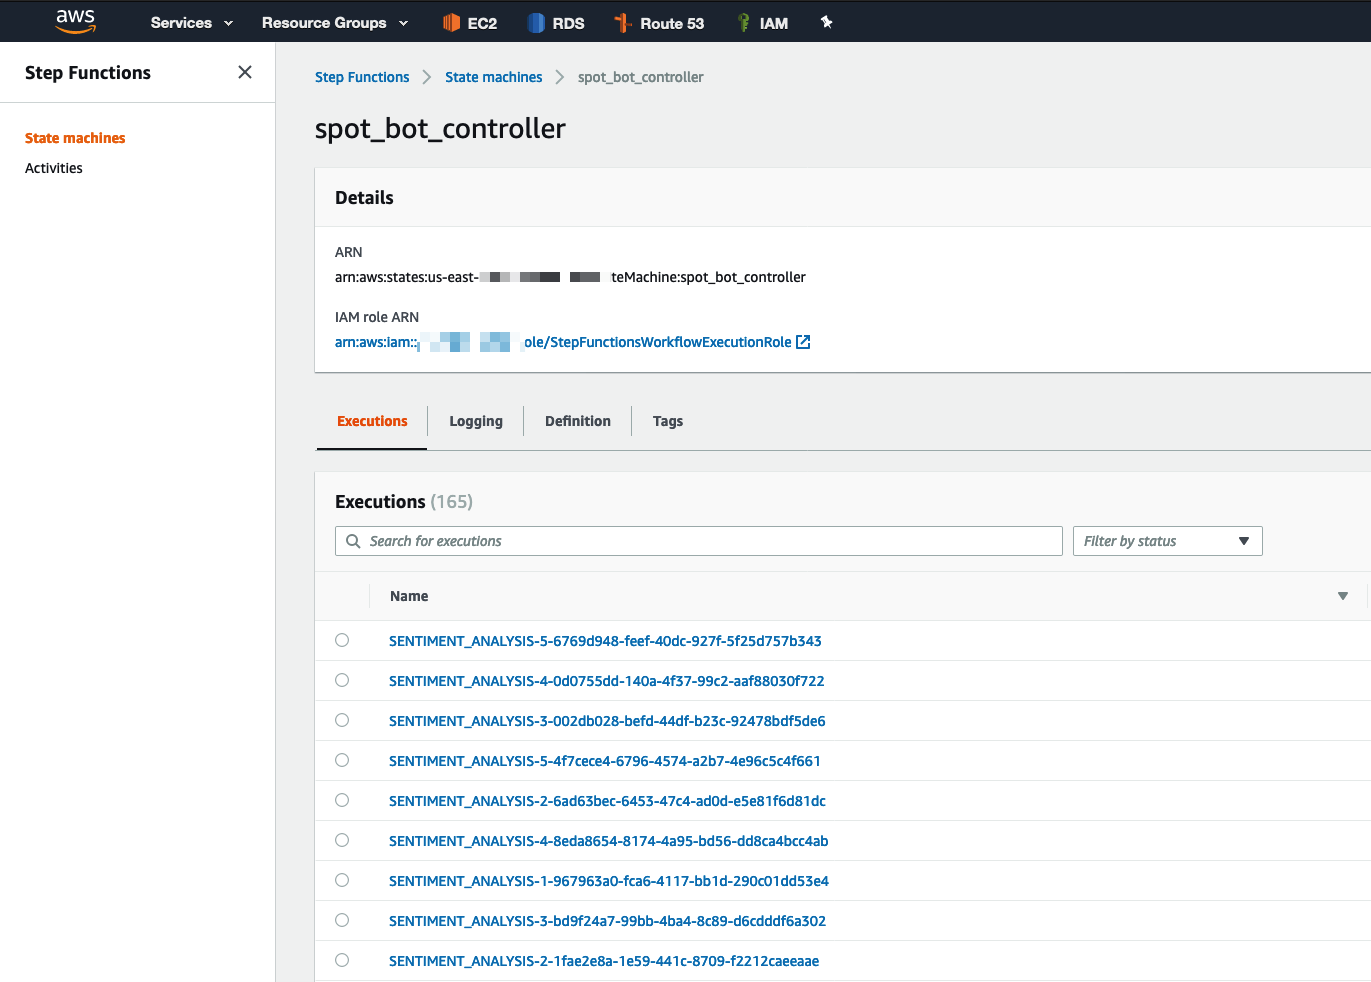 aws Services Resource Groups EC2 RDS Route 53 IAM
Step Functions
State machines
Activities
Step Functions State machines spot_bot_controller
spot_bot_controller
Details
ARN
arn:aws:states:us-east- teMachine:spot_bot_controller
IAM role ARN
arn:aws:iam:: ole/StepFunctionsWorkflowExecutionRole
Executions Logging Definition Tags
Executions (165)
Search for executions Filter by status
Name
SENTIMENT_ANALYSIS-5-6769d948-feef-40dc-927f-5f25d757b343
SENTIMENT_ANALYSIS-4-0d0755dd-140a-4f37-99c2-aaf88030f722
SENTIMENT_ANALYSIS-3-002db028-befd-44df-b23c-92478bdf5de6
SENTIMENT_ANALYSIS-5-4f7cece4-6796-4574-a2b7-4e96c5c4f661
SENTIMENT_ANALYSIS-2-6ad63bec-6453-47c4-ad0d-e5e81f6d81dc
SENTIMENT_ANALYSIS-4-8eda8654-8174-4a95-bd56-dd8ca4bcc4ab
SENTIMENT_ANALYSIS-1-967963a0-fca6-4117-bb1d-290c01dd53e4
SENTIMENT_ANALYSIS-3-bd9f24a7-99bb-4ba4-8c89-d6cdddf6a302
SENTIMENT_ANALYSIS-2-1fae2e8a-1e59-441c-8709-f2212caeeaae